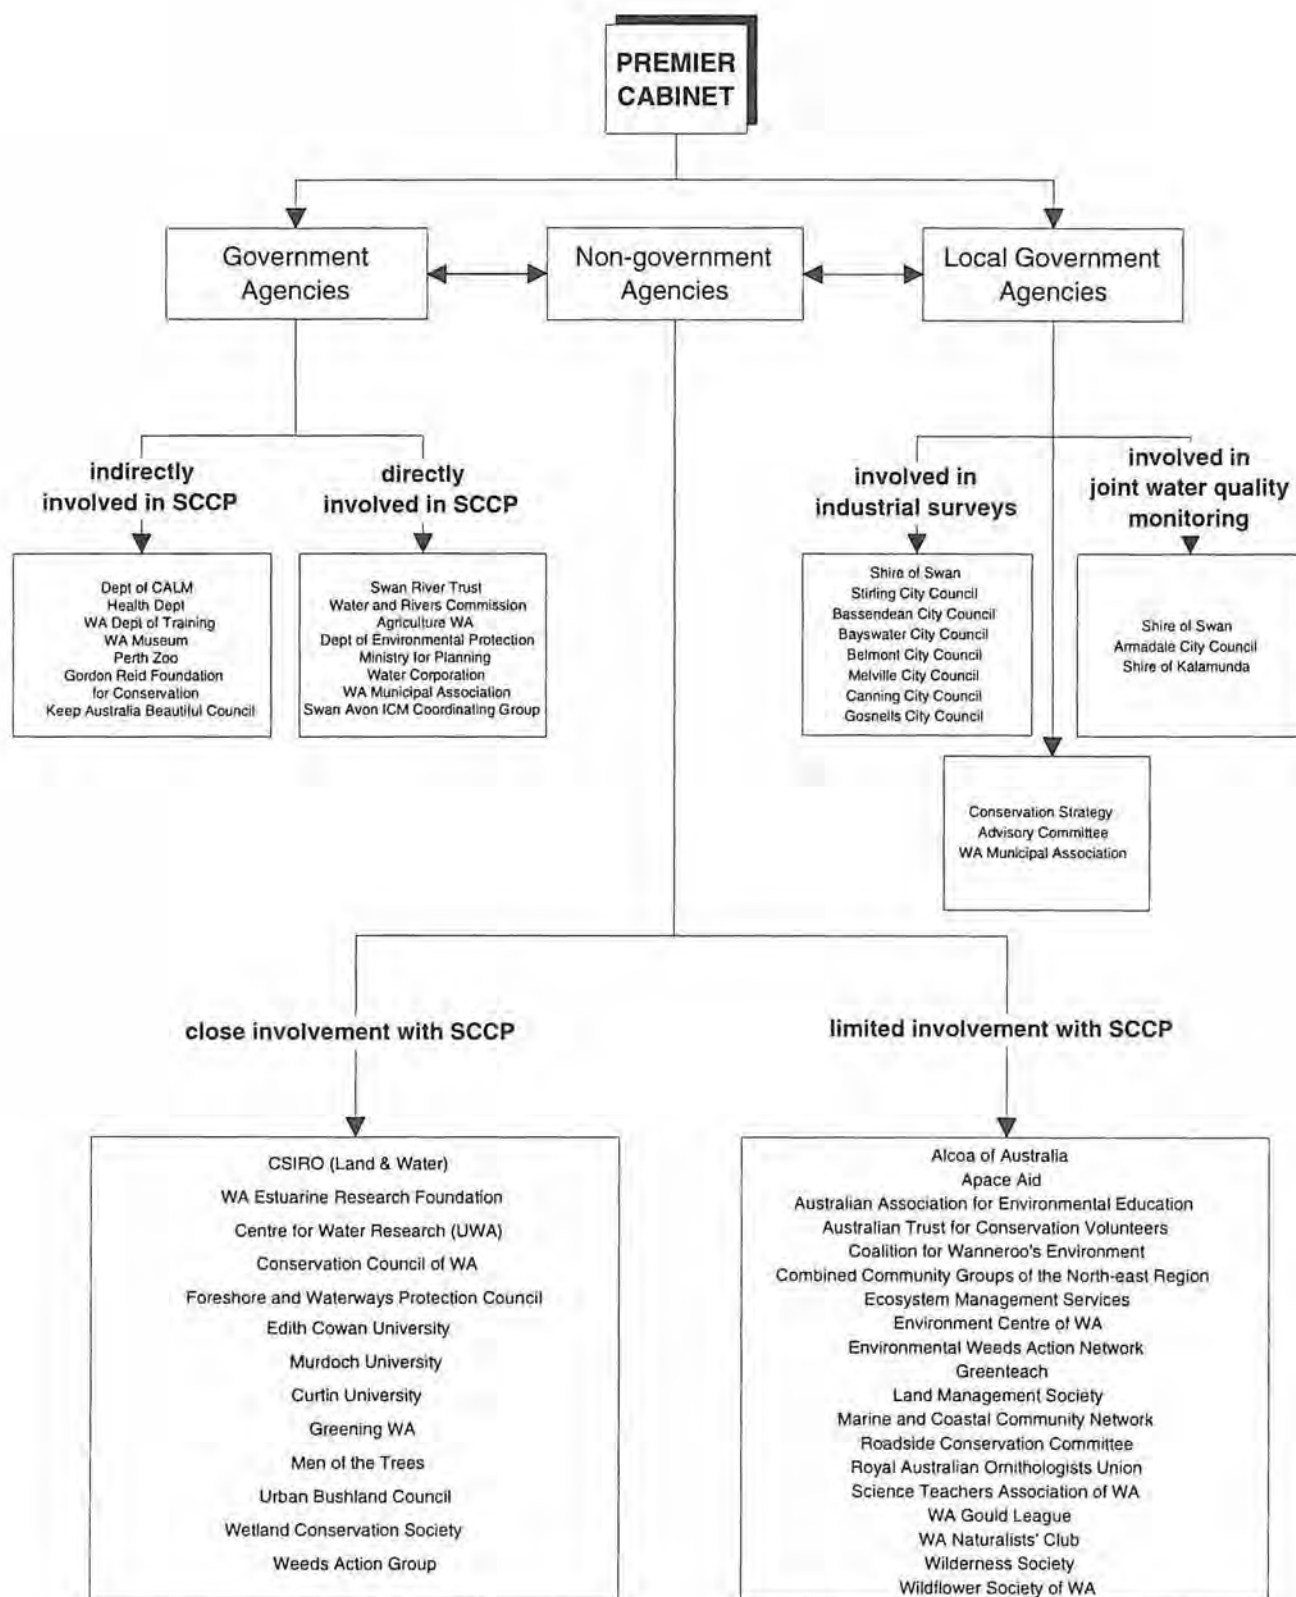 PREMIER
CABINET
Government
Agencies
Non-government
Agencies
Local Government
Agencies
indirectly
involved in SCCP
directly
involved in SCCP
involved in
industrial surveys
involved in
joint water quality
monitoring
Dept of CALM
Health Dept
WA Dept of Training
WA Museum
Perth Zoo
Gordon Reid Foundation
for Conservation
Keep Australia Beautiful Council
Swan River Trust
Water and Rivers Commission
Agriculture WA
Dept of Environmental Protection
Ministry for Planning
Water Corporation
WA Municipal Association
Swan Avon ICM Coordinating Group
Shire of Swan
Stirling City Council
Bassendean City Council
Bayswater City Council
Belmont City Council
Melville City Council
Canning City Council
Gosnells City Council
Shire of Swan
Armadale City Council
Shire of Kalamunda
Conservation Strategy
Advisory Committee
WA Municipal Association
close involvement with SCCP
limited involvement with SCCP
CSIRO (Land & Water)
WA Estuarine Research Foundation
Centre for Water Research (UWA)
Conservation Council of WA
Foreshore and Waterways Protection Council
Edith Cowan University
Murdoch University
Curtin University
Greening WA
Men of the Trees
Urban Bushland Council
Wetland Conservation Society
Weeds Action Group
Alcoa of Australia
Apace Aid
Australian Association for Environmental Education
Australian Trust for Conservation Volunteers
Coalition for Wanneroo's Environment
Combined Community Groups of the North-east Region
Ecosystem Management Services
Environment Centre of WA
Environmental Weeds Action Network
Greenteach
Land Management Society
Marine and Coastal Community Network
Roadside Conservation Committee
Royal Australian Ornithologists Union
Science Teachers Association of WA
WA Gould League
WA Naturalists' Club
Wilderness Society
Wildflower Society of WA